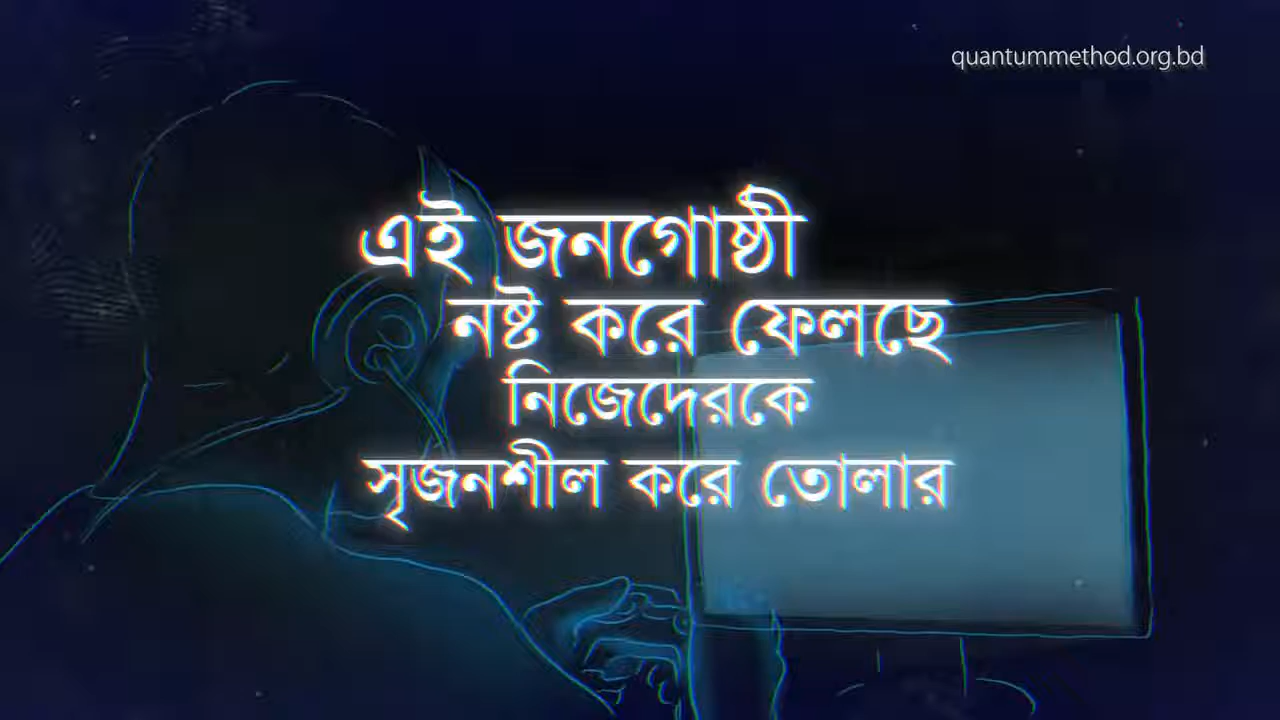 quantummethod.org.bd
এই জনগোষ্ঠী
নষ্ট করে ফেলছে
নিজেদেরকে
সৃজনশীল করে তোলার